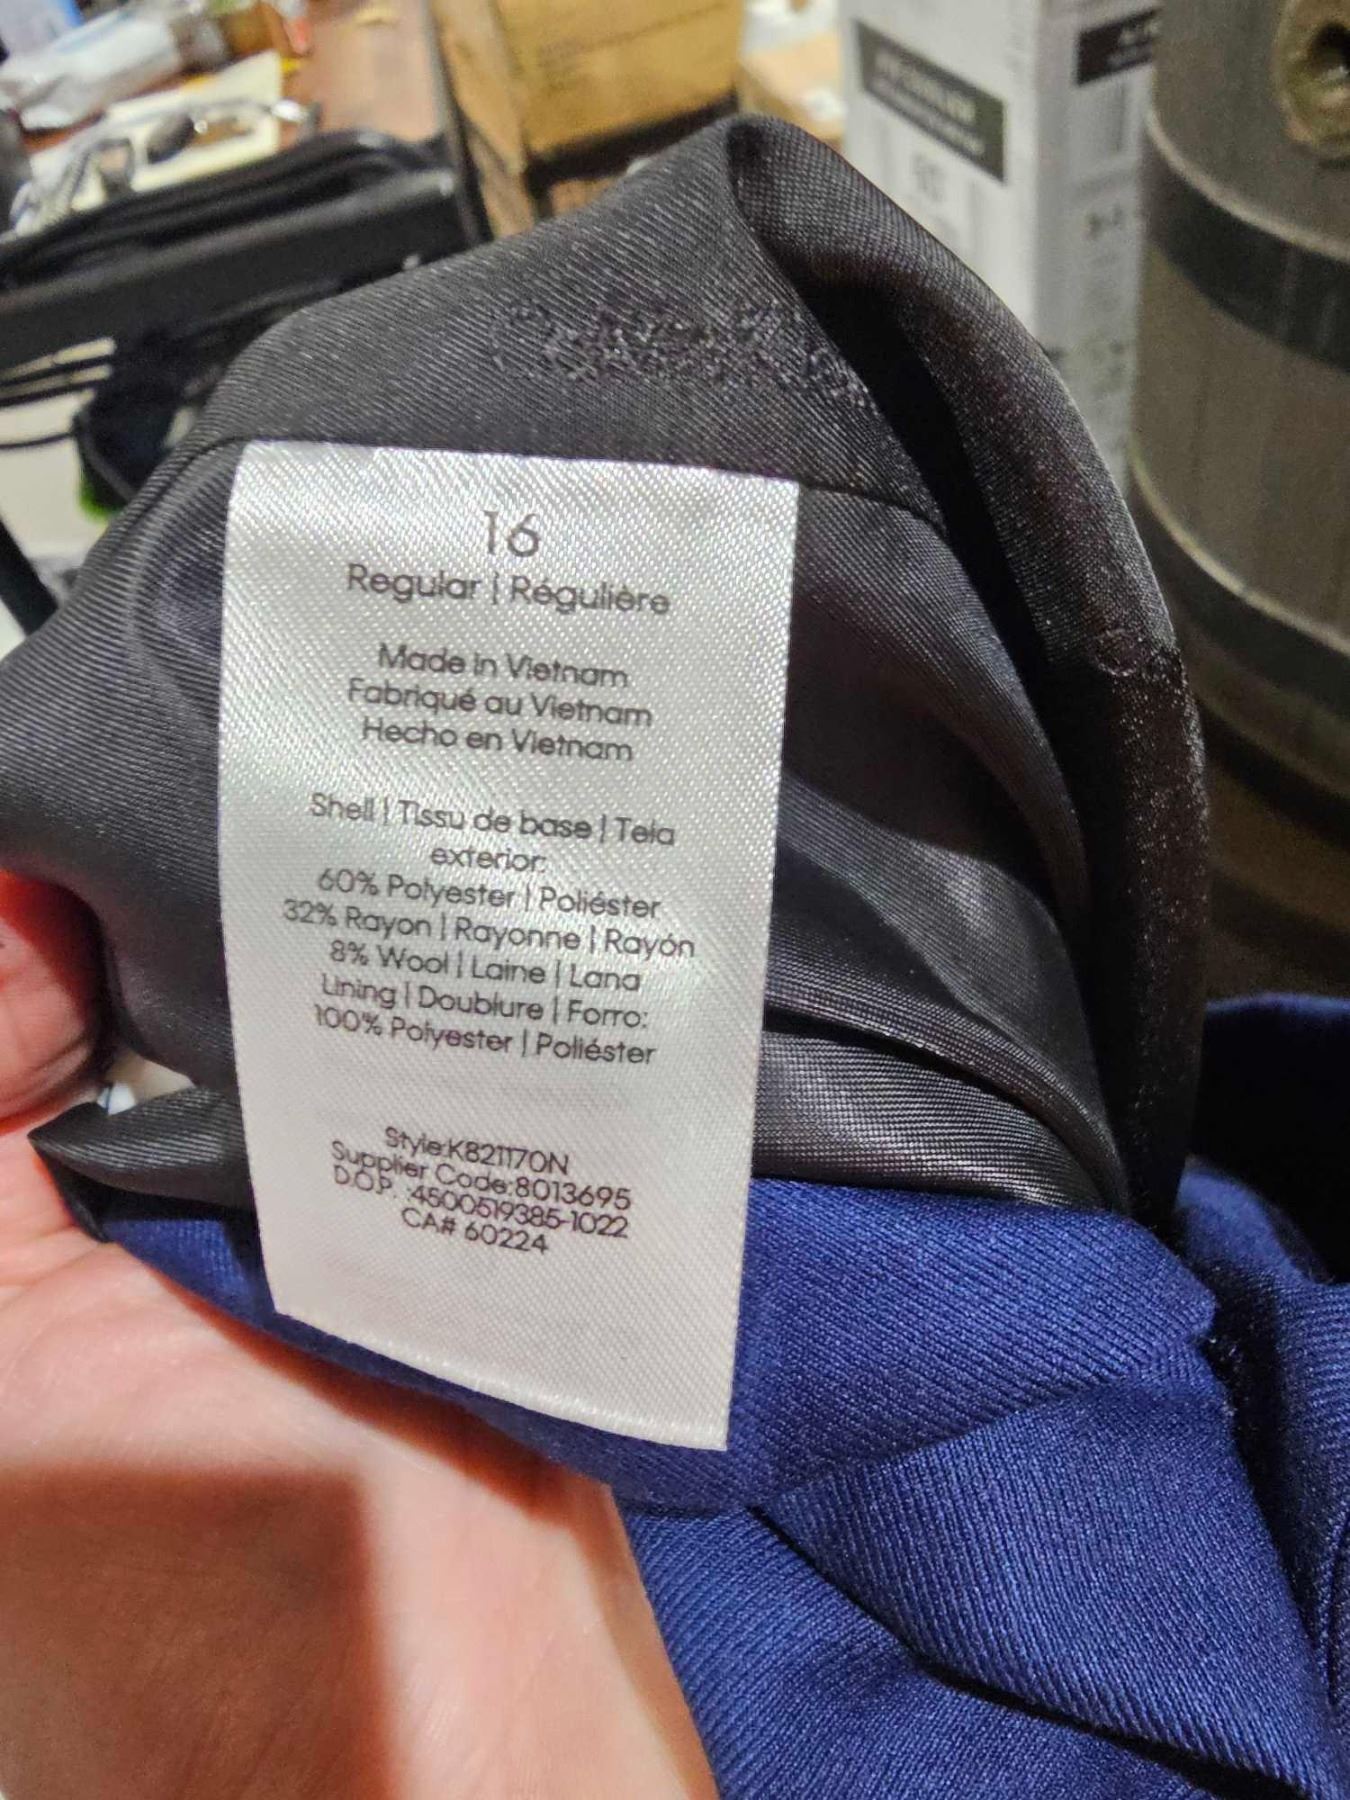 16
Regular | Régulière
Made in Vietnam
Fabriqué au Vietnam
Hecho en Vietnam
Shell | Tissu de base | Tela
exterior:
60% Polyester | Poliéster
32% Rayon | Rayonne | Rayón
8% Wool | Laine | Lana
Lining | Doublure | Forro:
100% Polyester | Poliéster
Style:K821170N
Supplier Code:8013695
D.O.P. :4500519385-1022
CA# 60224